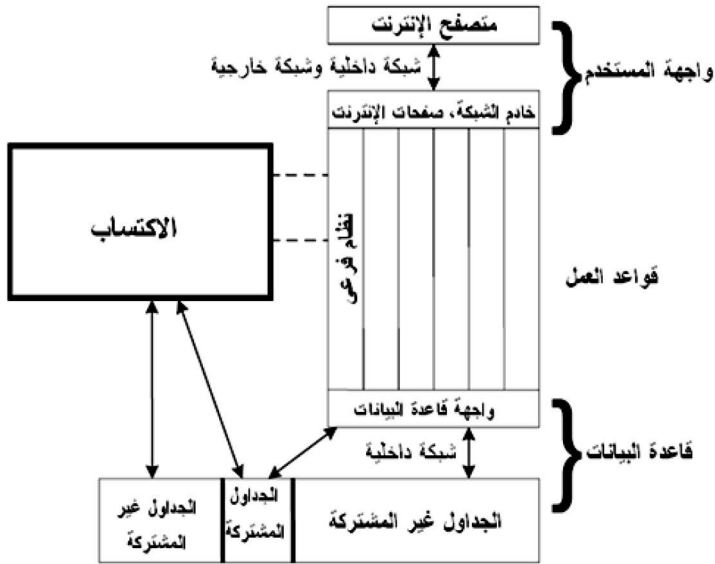 متصفح الإنترنت
شبكة داخلية وشبكة خارجية
واجهة المستخدم
خادم الشبكة، صفحات الإنترنت
الاكتساب
نظام فرعى
قواعد العمل
واجهة قاعدة البيانات
شبكة داخلية
قاعدة البيانات
الجداول غير المشتركة
الجداول
المشتركة
الجداول غير
المشتركة